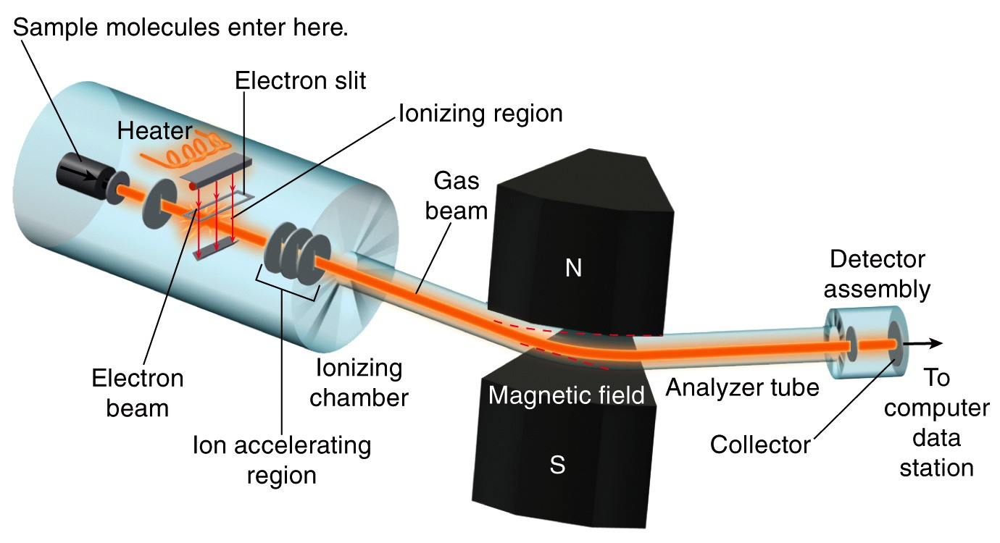 Sample molecules enter here.
Electron slit
Ionizing region
Heater
Gas
beam
N
Detector
assembly
Electron
beam
Ionizing
chamber
Ion accelerating
region
Magnetic field
Analyzer tube
Collector
S
To
computer
data
station